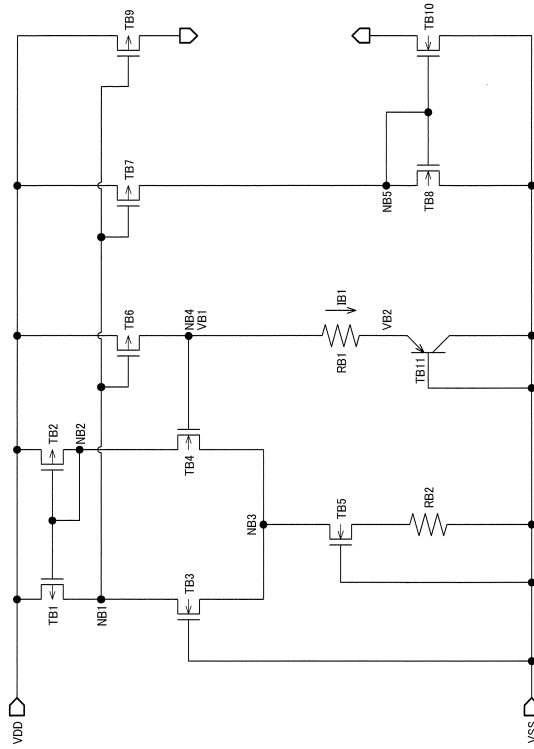 VDD
VSS
TB1
TB2
NB2
NB1
TB3
TB4
NB3
TB5
RB2
TB6
NB4
VB1
RB1
IB1
VB2
TB11
TB7
NB5
TB8
TB9
TB10